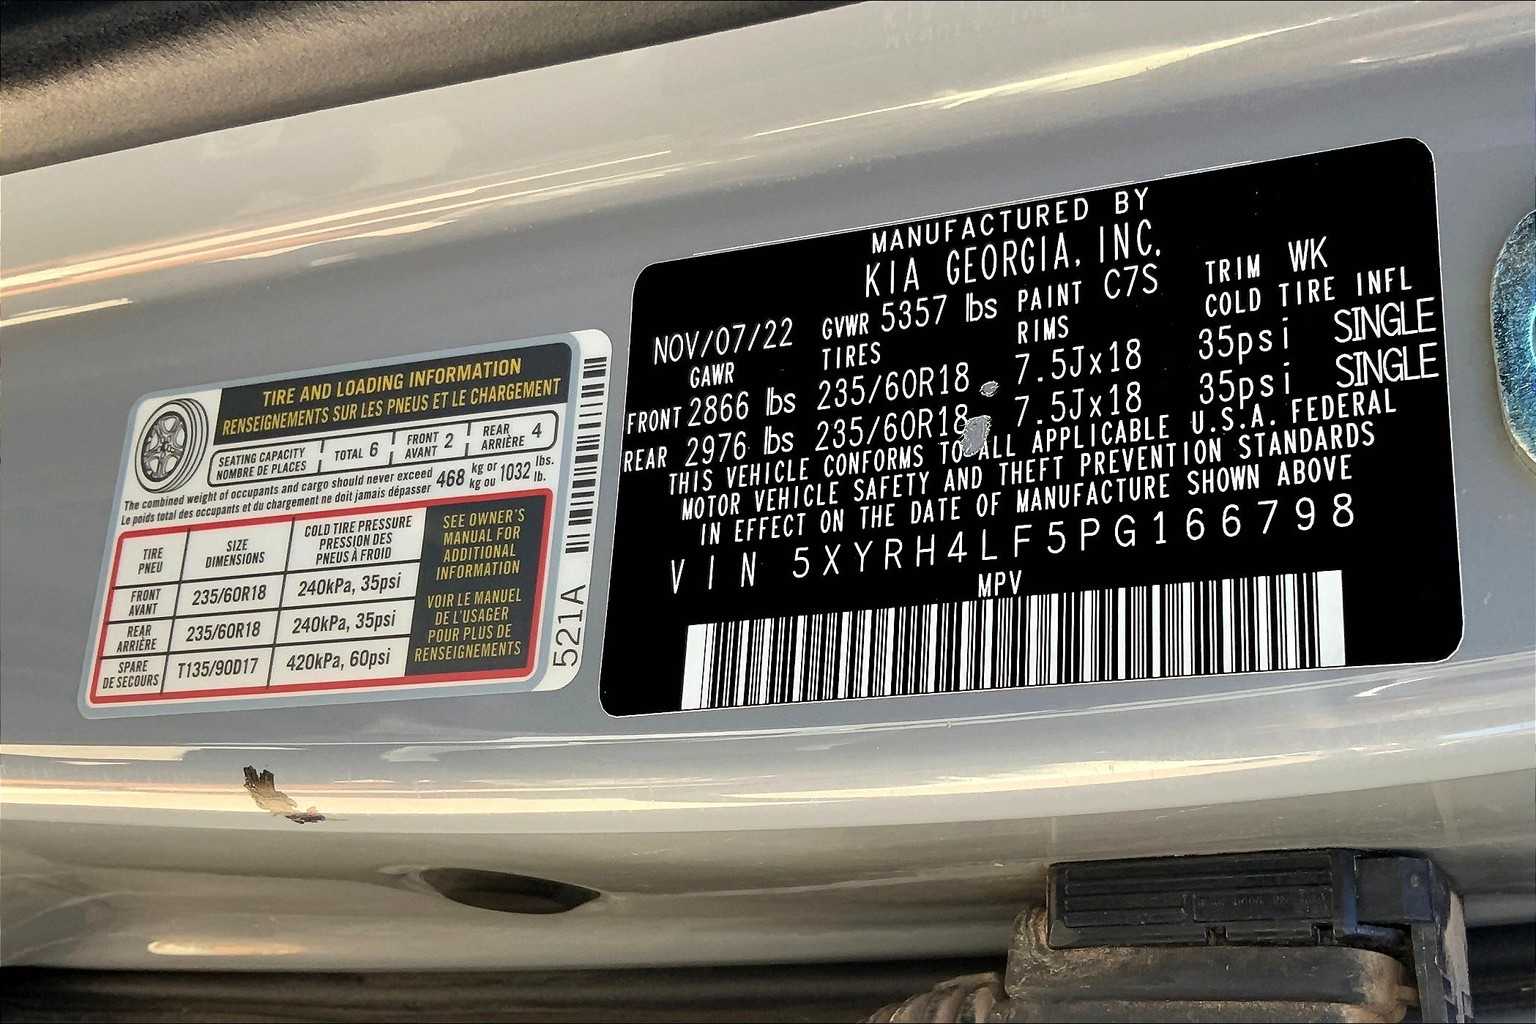 TIRE AND LOADING INFORMATION
RENSEIGNEMENTS SUR LES PNEUS ET LE CHARGEMENT
SEATING CAPACITY
NOMBRE DE PLACES
TOTAL 6
FRONT
AVANT 2
REAR
ARRIÈRE 4
The combined weight of occupants and cargo should never exceed 468 kg or 1032 lbs.
Le poids total des occupants et du chargement ne doit jamais dépasser kg ou lb.
TIRE
PNEU
SIZE
DIMENSIONS
COLD TIRE PRESSURE
PRESSION DES
PNEUS À FROID
FRONT
AVANT
235/60R18
240kPa, 35psi
REAR
ARRIÈRE
235/60R18
240kPa, 35psi
SPARE
DE SECOURS
T135/90D17
420kPa, 60psi
SEE OWNER'S
MANUAL FOR
ADDITIONAL
INFORMATION
VOIR LE MANUEL
DE L'USAGER
POUR PLUS DE
RENSEIGNEMENTS
521A
MANUFACTURED BY
KIA GEORGIA, INC.
NOV/07/22 GVWR 5357 lbs PAINT C7S TRIM WK
GAWR TIRES RIMS COLD TIRE INFL
FRONT 2866 lbs 235/60R18 7.5Jx18 35psi SINGLE
REAR 2976 lbs 235/60R18 7.5Jx18 35psi SINGLE
THIS VEHICLE CONFORMS TO ALL APPLICABLE U.S.A. FEDERAL
MOTOR VEHICLE SAFETY AND THEFT PREVENTION STANDARDS
IN EFFECT ON THE DATE OF MANUFACTURE SHOWN ABOVE
VIN 5XYRH4LF5PG166798
MPV